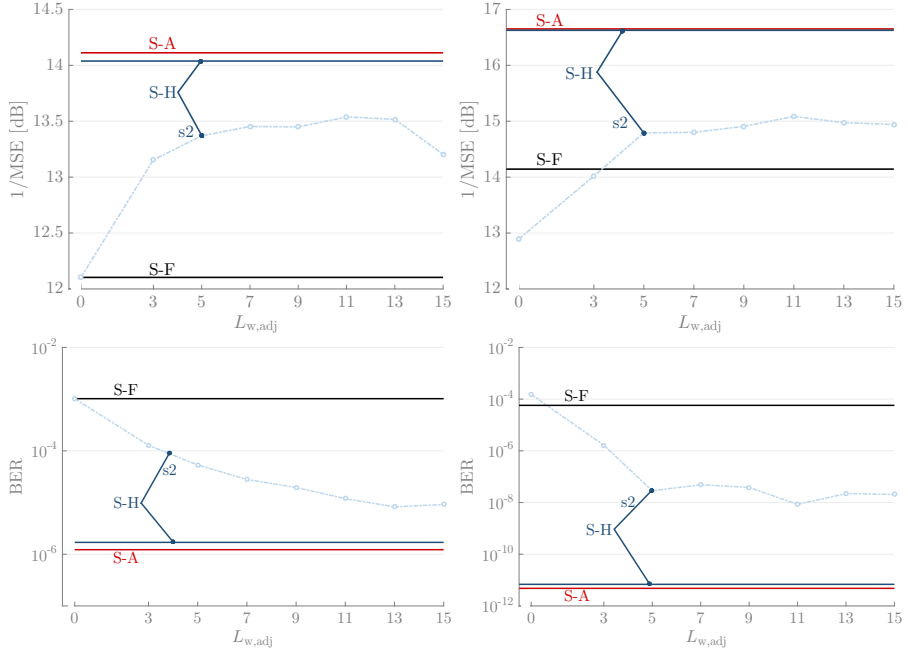 14.5
14
13.5
13
12.5
12
1/MSE [dB]
S-A
S-H
s2
S-F
0 3 5 7 9 11 13 15
L_w,adj
17
16
15
14
13
12
1/MSE [dB]
S-A
S-H
s2
S-F
0 3 5 7 9 11 13 15
L_w,adj
10^-2
10^-4
10^-6
BER
S-F
s2
S-H
S-A
0 3 5 7 9 11 13 15
L_w,adj
10^-2
10^-4
10^-6
10^-8
10^-10
10^-12
BER
S-F
s2
S-H
S-A
0 3 5 7 9 11 13 15
L_w,adj